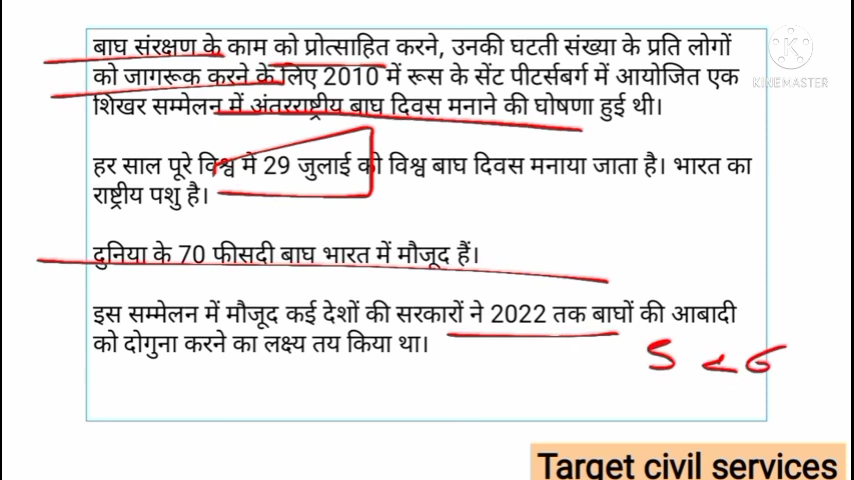 बाघ संरक्षण के काम को प्रोत्साहित करने, उनकी घटती संख्या के प्रति लोगों
को जागरूक करने के लिए 2010 में रूस के सेंट पीटर्सबर्ग में आयोजित एक
शिखर सम्मेलन में अंतरराष्ट्रीय बाघ दिवस मनाने की घोषणा हुई थी।
हर साल पूरे विश्व में 29 जुलाई को विश्व बाघ दिवस मनाया जाता है। भारत का
राष्ट्रीय पशु है।
दुनिया के 70 फीसदी बाघ भारत में मौजूद हैं।
इस सम्मेलन में मौजूद कई देशों की सरकारों ने 2022 तक बाघों की आबादी
को दोगुना करने का लक्ष्य तय किया था।
KINEMASTER
Target civil services